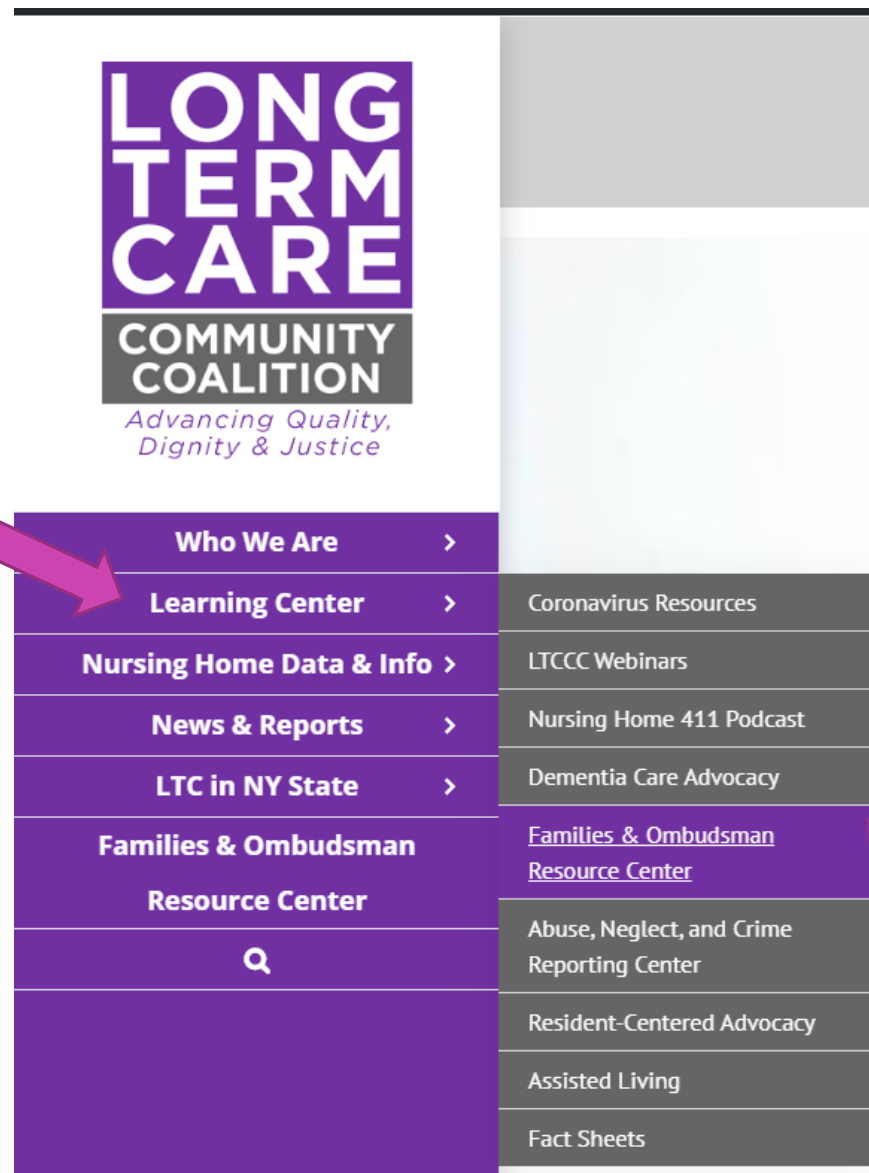 LONG
TERM
CARE
COMMUNITY
COALITION
Advancing Quality,
Dignity & Justice
Who We Are
Learning Center
Nursing Home Data & Info
News & Reports
LTC in NY State
Families & Ombudsman
Resource Center
Coronavirus Resources
LTCCC Webinars
Nursing Home 411 Podcast
Dementia Care Advocacy
Families & Ombudsman
Resource Center
Abuse, Neglect, and Crime
Reporting Center
Resident-Centered Advocacy
Assisted Living
Fact Sheets